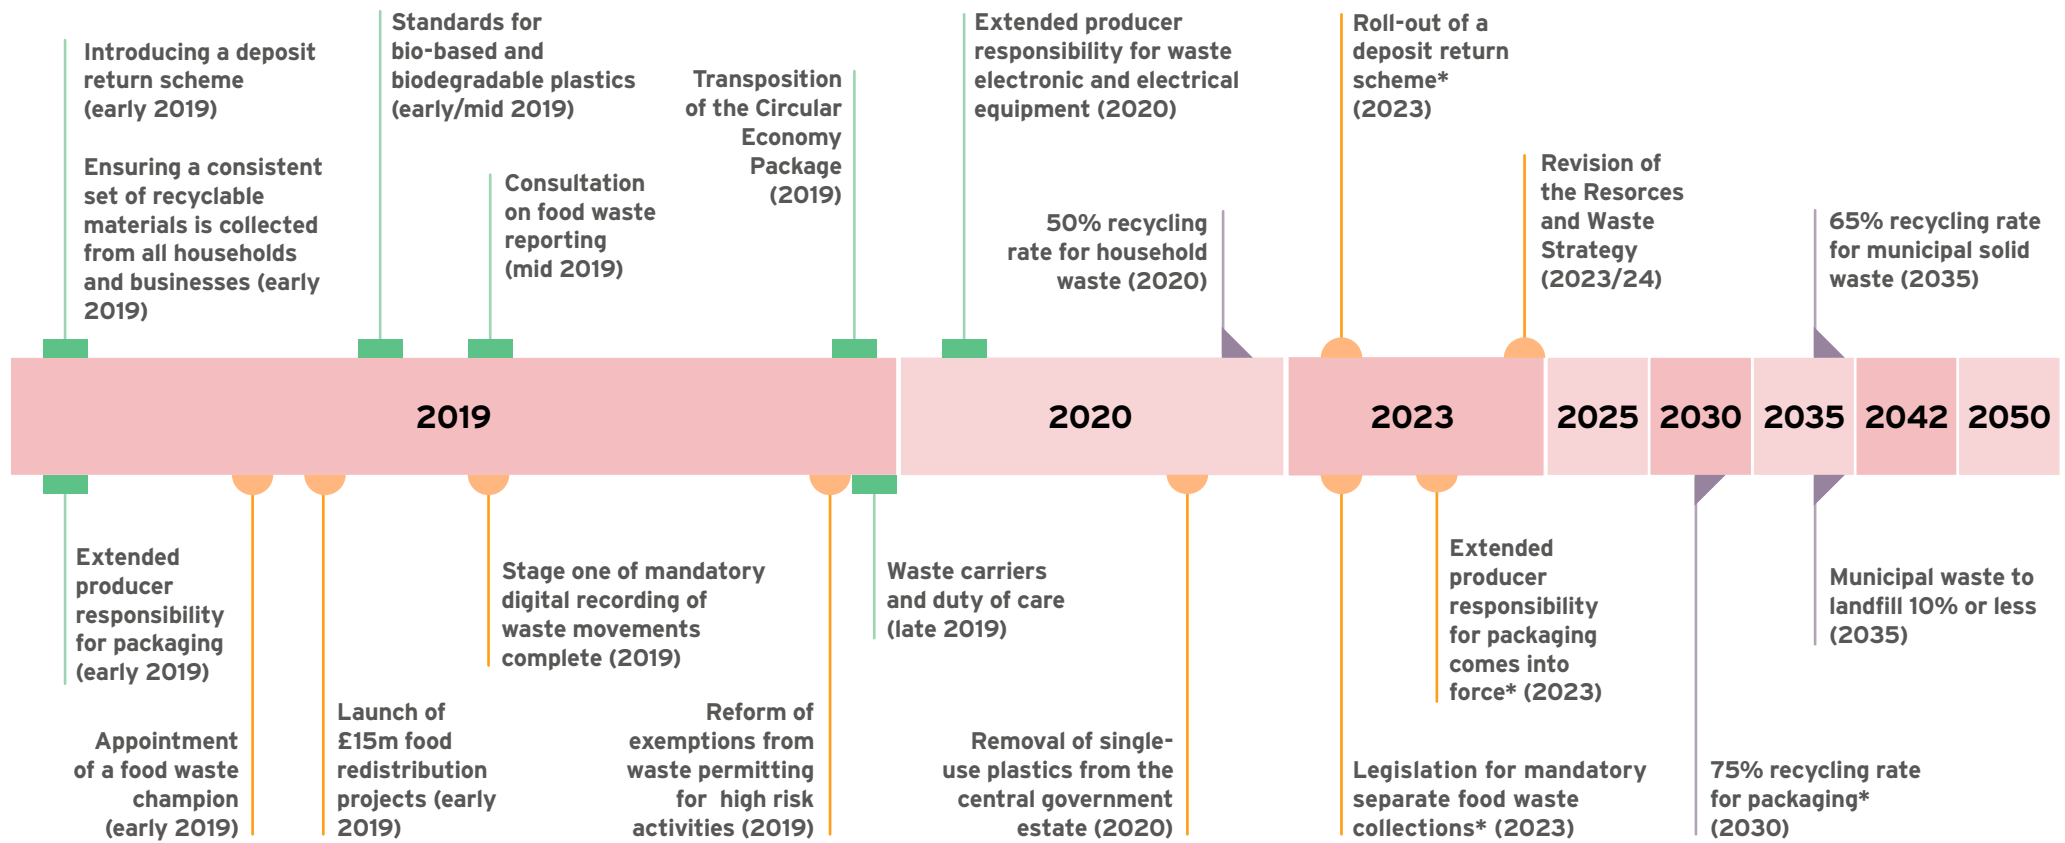 Introducing a deposit
return scheme
(early 2019)
Ensuring a consistent
set of recyclable
materials is collected
from all households
and businesses (early
2019)
Standards for
bio-based and
biodegradable plastics
(early/mid 2019)
Consultation
on food waste
reporting
(mid 2019)
Transposition
of the Circular
Economy
Package
(2019)
Extended producer
responsibility for waste
electronic and electrical
equipment (2020)
50% recycling
rate for household
waste (2020)
Roll-out of a
deposit return
scheme*
(2023)
Revision of
the Resorces
and Waste
Strategy
(2023/24)
65% recycling rate
for municipal solid
waste (2035)
2019
2020
2023
2025
2030
2035
2042
2050
Extended
producer
responsibility
for packaging
(early 2019)
Appointment
of a food waste
champion
(early 2019)
Launch of
£15m food
redistribution
projects (early
2019)
Stage one of mandatory
digital recording of
waste movements
complete (2019)
Reform of
exemptions from
waste permitting
for high risk
activities (2019)
Waste carriers
and duty of care
(late 2019)
Removal of single-
use plastics from the
central government
estate (2020)
Legislation for mandatory
separate food waste
collections* (2023)
Extended
producer
responsibility
for packaging
comes into
force* (2023)
75% recycling rate
for packaging*
(2030)
Municipal waste to
landfill 10% or less
(2035)